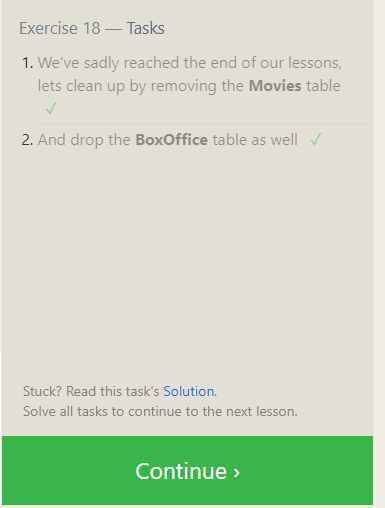 Exercise 18 — Tasks
1. We've sadly reached the end of our lessons,
lets clean up by removing the Movies table
✓
2. And drop the BoxOffice table as well ✓
Stuck? Read this task's Solution.
Solve all tasks to continue to the next lesson.
Continue ›